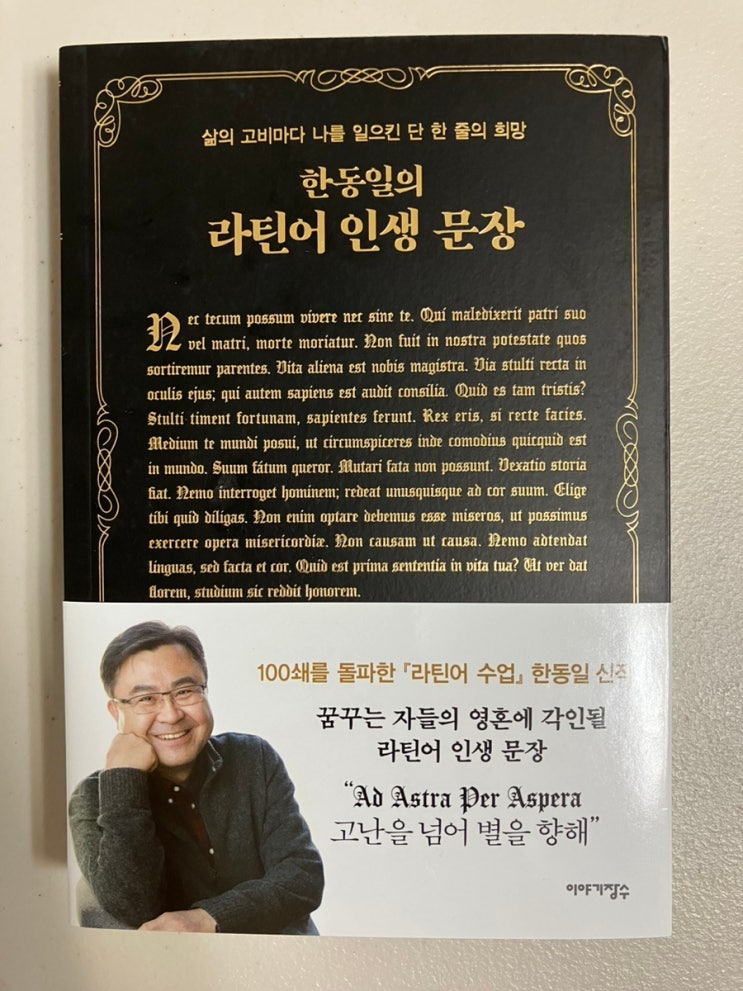 삶의 고비마다 나를 일으킨 단 한 줄의 희망
한동일의
라틴어 인생 문장
Nec tecum possum vivere nec sine te. Qui maledixerit patri suo
vel matri, morte moriatur. Non fuit in nostra potestate quos
sortiremur parentes. Vita aliena est nobis magistra. Via stulti recta in
oculis ejus; qui autem sapiens est audit consilia. Quid es tam tristis?
Stulti timent fortunam, sapientes ferunt. Rex eris, si recte facies.
Medium te mundi posui, ut circumspiceres inde comodius quicquid est
in mundo. Suum fátum queror. Mutari fata non possunt. Vexatio storia
fiat. Nemo interroget hominem; redeat unusquisque ad cor suum. Elige
tibi quid díligas. Non enim optare debemus esse miseros, ut possimus
exercere opera misericordiæ. Non causam ut causa. Nemo adtendat
linguas, sed facta et cor. Quid est prima sententia in vita tua? Ut ver dat
florem, studium sic reddit honorem.
100쇄를 돌파한 『라틴어 수업』 한동일 신작
꿈꾸는 자들의 영혼에 각인될
라틴어 인생 문장
“Ad Astra Per Aspera
고난을 넘어 별을 향해”
이야기장수